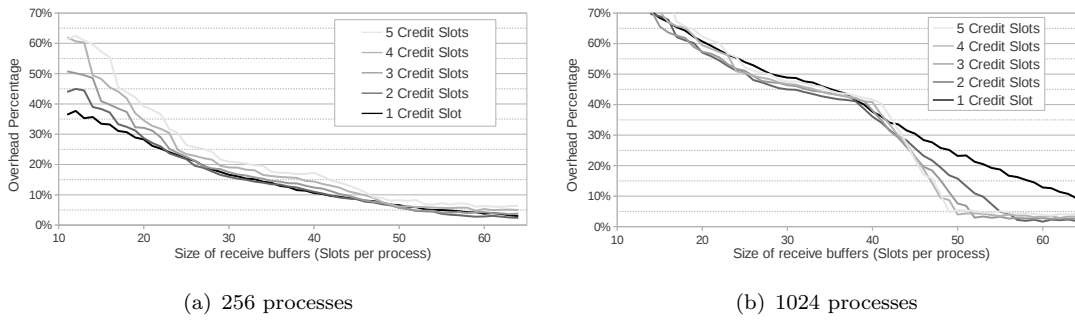 70%
60%
50%
40%
30%
20%
10%
0%
Overhead Percentage
5 Credit Slots
4 Credit Slots
3 Credit Slots
2 Credit Slots
1 Credit Slot
10 20 30 40 50 60
Size of receive buffers (Slots per process)
(a) 256 processes
70%
60%
50%
40%
30%
20%
10%
0%
Overhead Percentage
5 Credit Slots
4 Credit Slots
3 Credit Slots
2 Credit Slots
1 Credit Slot
10 20 30 40 50 60
Size of receive buffers (Slots per process)
(b) 1024 processes